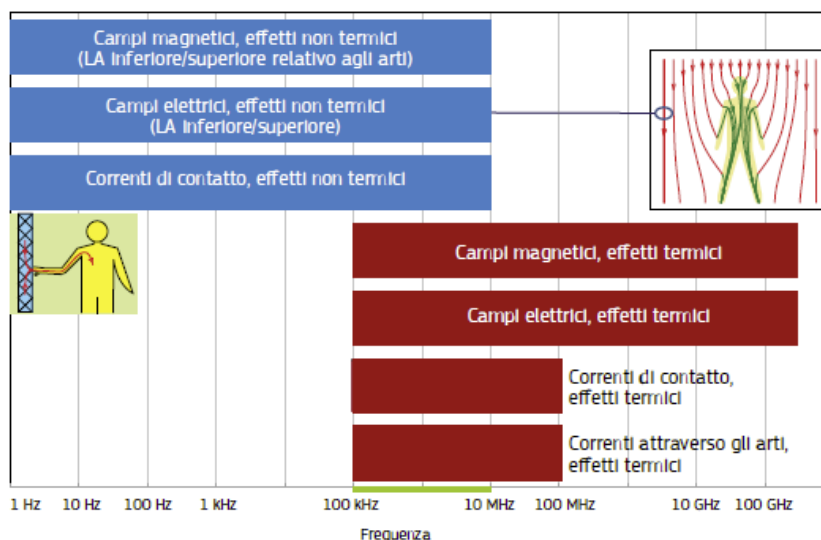 Campi magnetici, effetti non termici
(LA inferiore/superiore relativo agli arti)
Campi elettrici, effetti non termici
(LA inferiore/superiore)
Correnti di contatto, effetti non termici
Campi magnetici, effetti termici
Campi elettrici, effetti termici
Correnti di contatto,
effetti termici
Correnti attraverso gli arti,
effetti termici
1 Hz 10 Hz 100 Hz 1 kHz 100 kHz 10 MHz 100 MHz 10 GHz 100 GHz
Frequenza